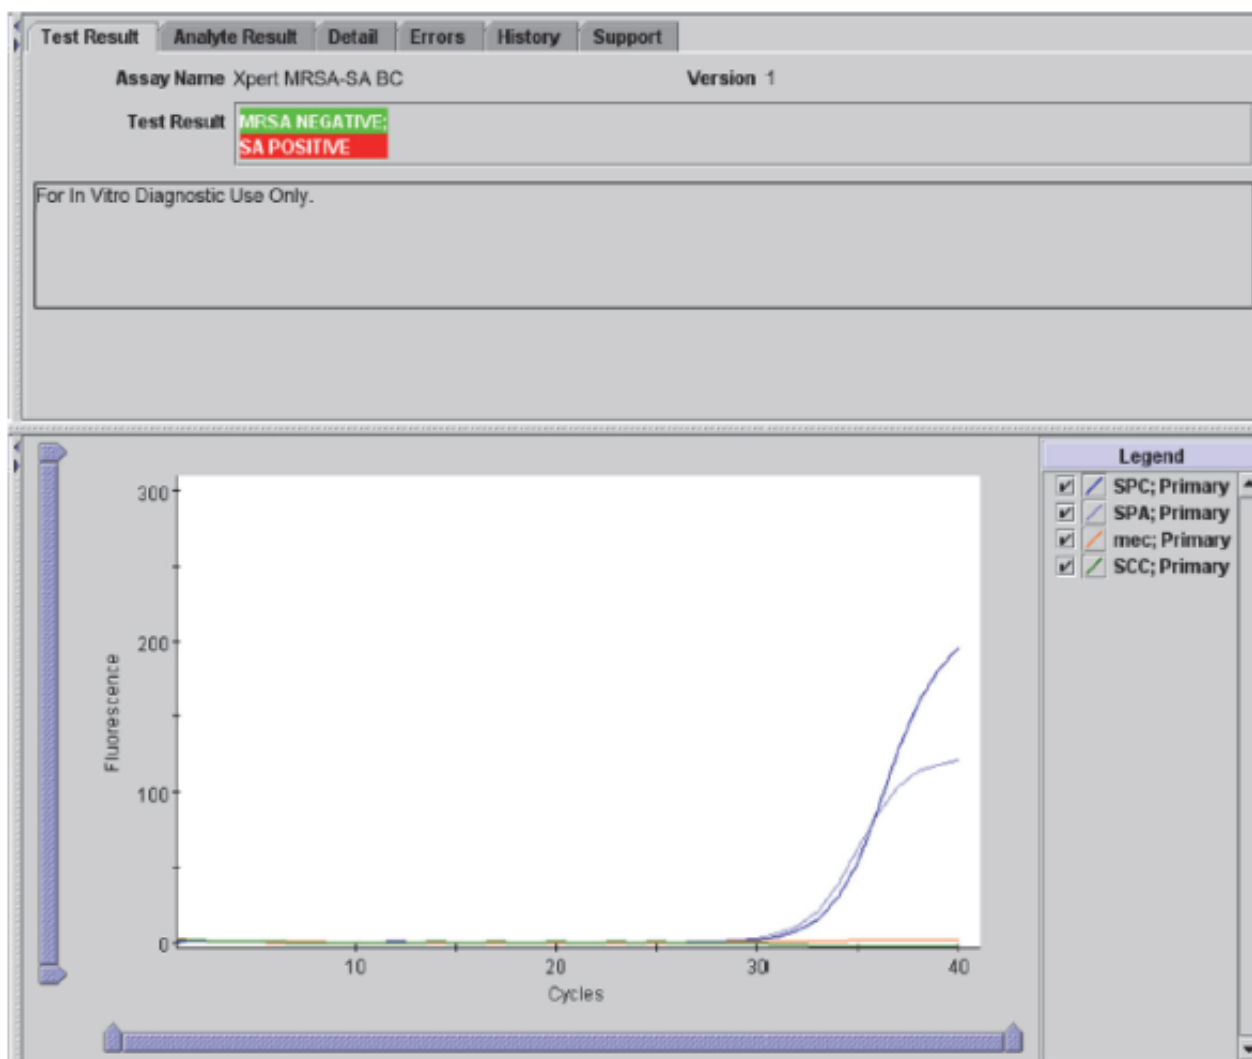 Test Result Analyte Result Detail Errors History Support
Assay Name Xpert MRSA-SA BC Version 1
Test Result MRSA NEGATIVE;
SA POSITIVE
For In Vitro Diagnostic Use Only.
Legend
SPC; Primary
SPA; Primary
mec; Primary
SCC; Primary
300
200
100
0
Fluorescence
10 20 30 40
Cycles